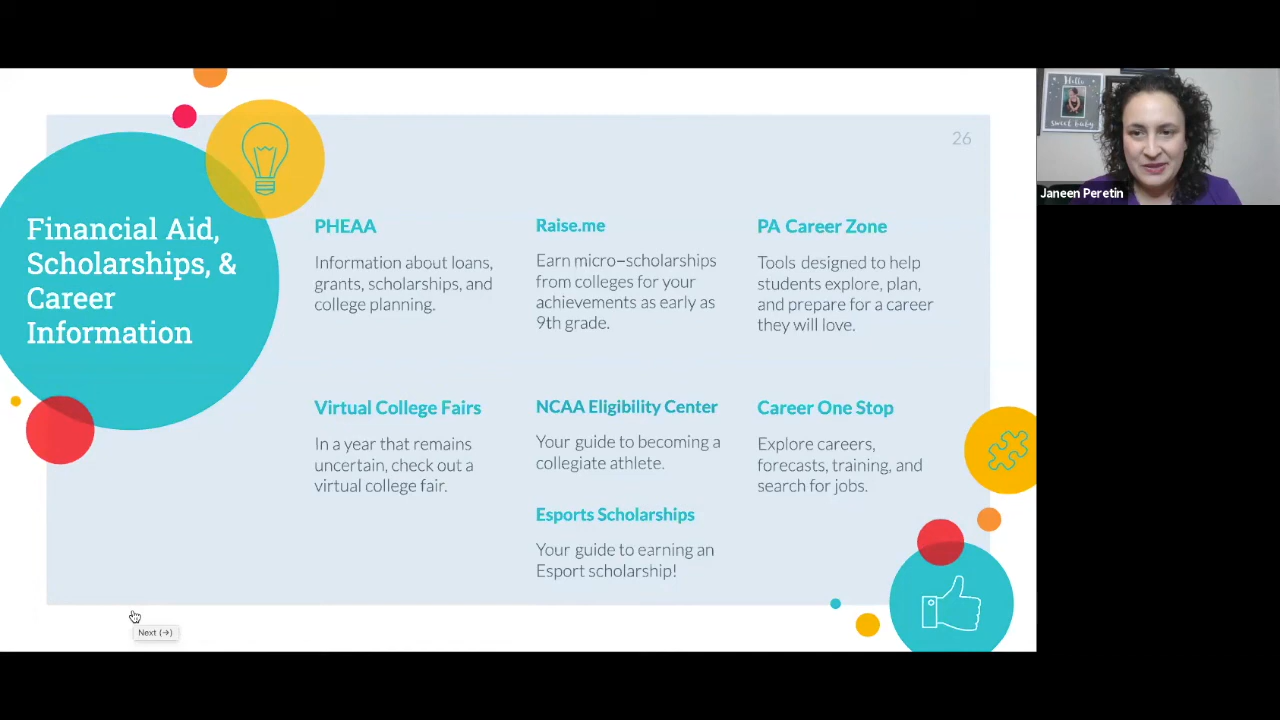 26
Financial Aid,
Scholarships, &
Career
Information
PHEAA
Information about loans,
grants, scholarships, and
college planning.
Raise.me
Earn micro–scholarships
from colleges for your
achievements as early as
9th grade.
PA Career Zone
Tools designed to help
students explore, plan,
and prepare for a career
they will love.
Virtual College Fairs
In a year that remains
uncertain, check out a
virtual college fair.
NCAA Eligibility Center
Your guide to becoming a
collegiate athlete.
Esports Scholarships
Your guide to earning an
Esport scholarship!
Career One Stop
Explore careers,
forecasts, training, and
search for jobs.
Next (→)
Hello
sweet baby
Janeen Peretin